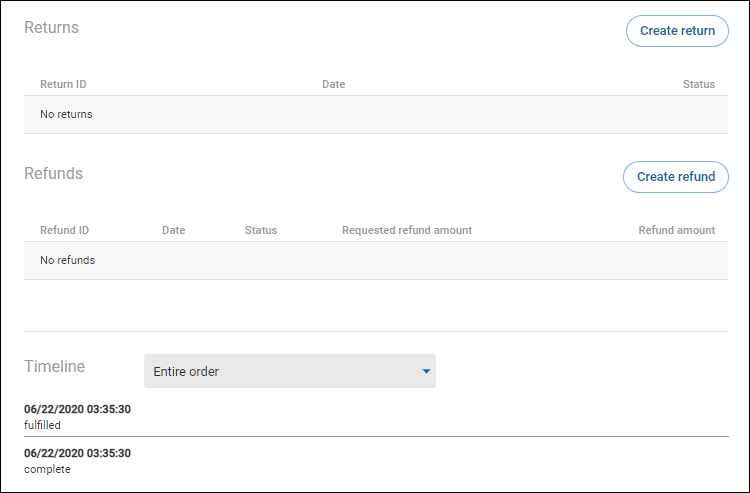 Returns
Create return
Return ID Date Status
No returns
Refunds
Create refund
Refund ID Date Status Requested refund amount Refund amount
No refunds
Timeline
Entire order
06/22/2020 03:35:30
fulfilled
06/22/2020 03:35:30
complete